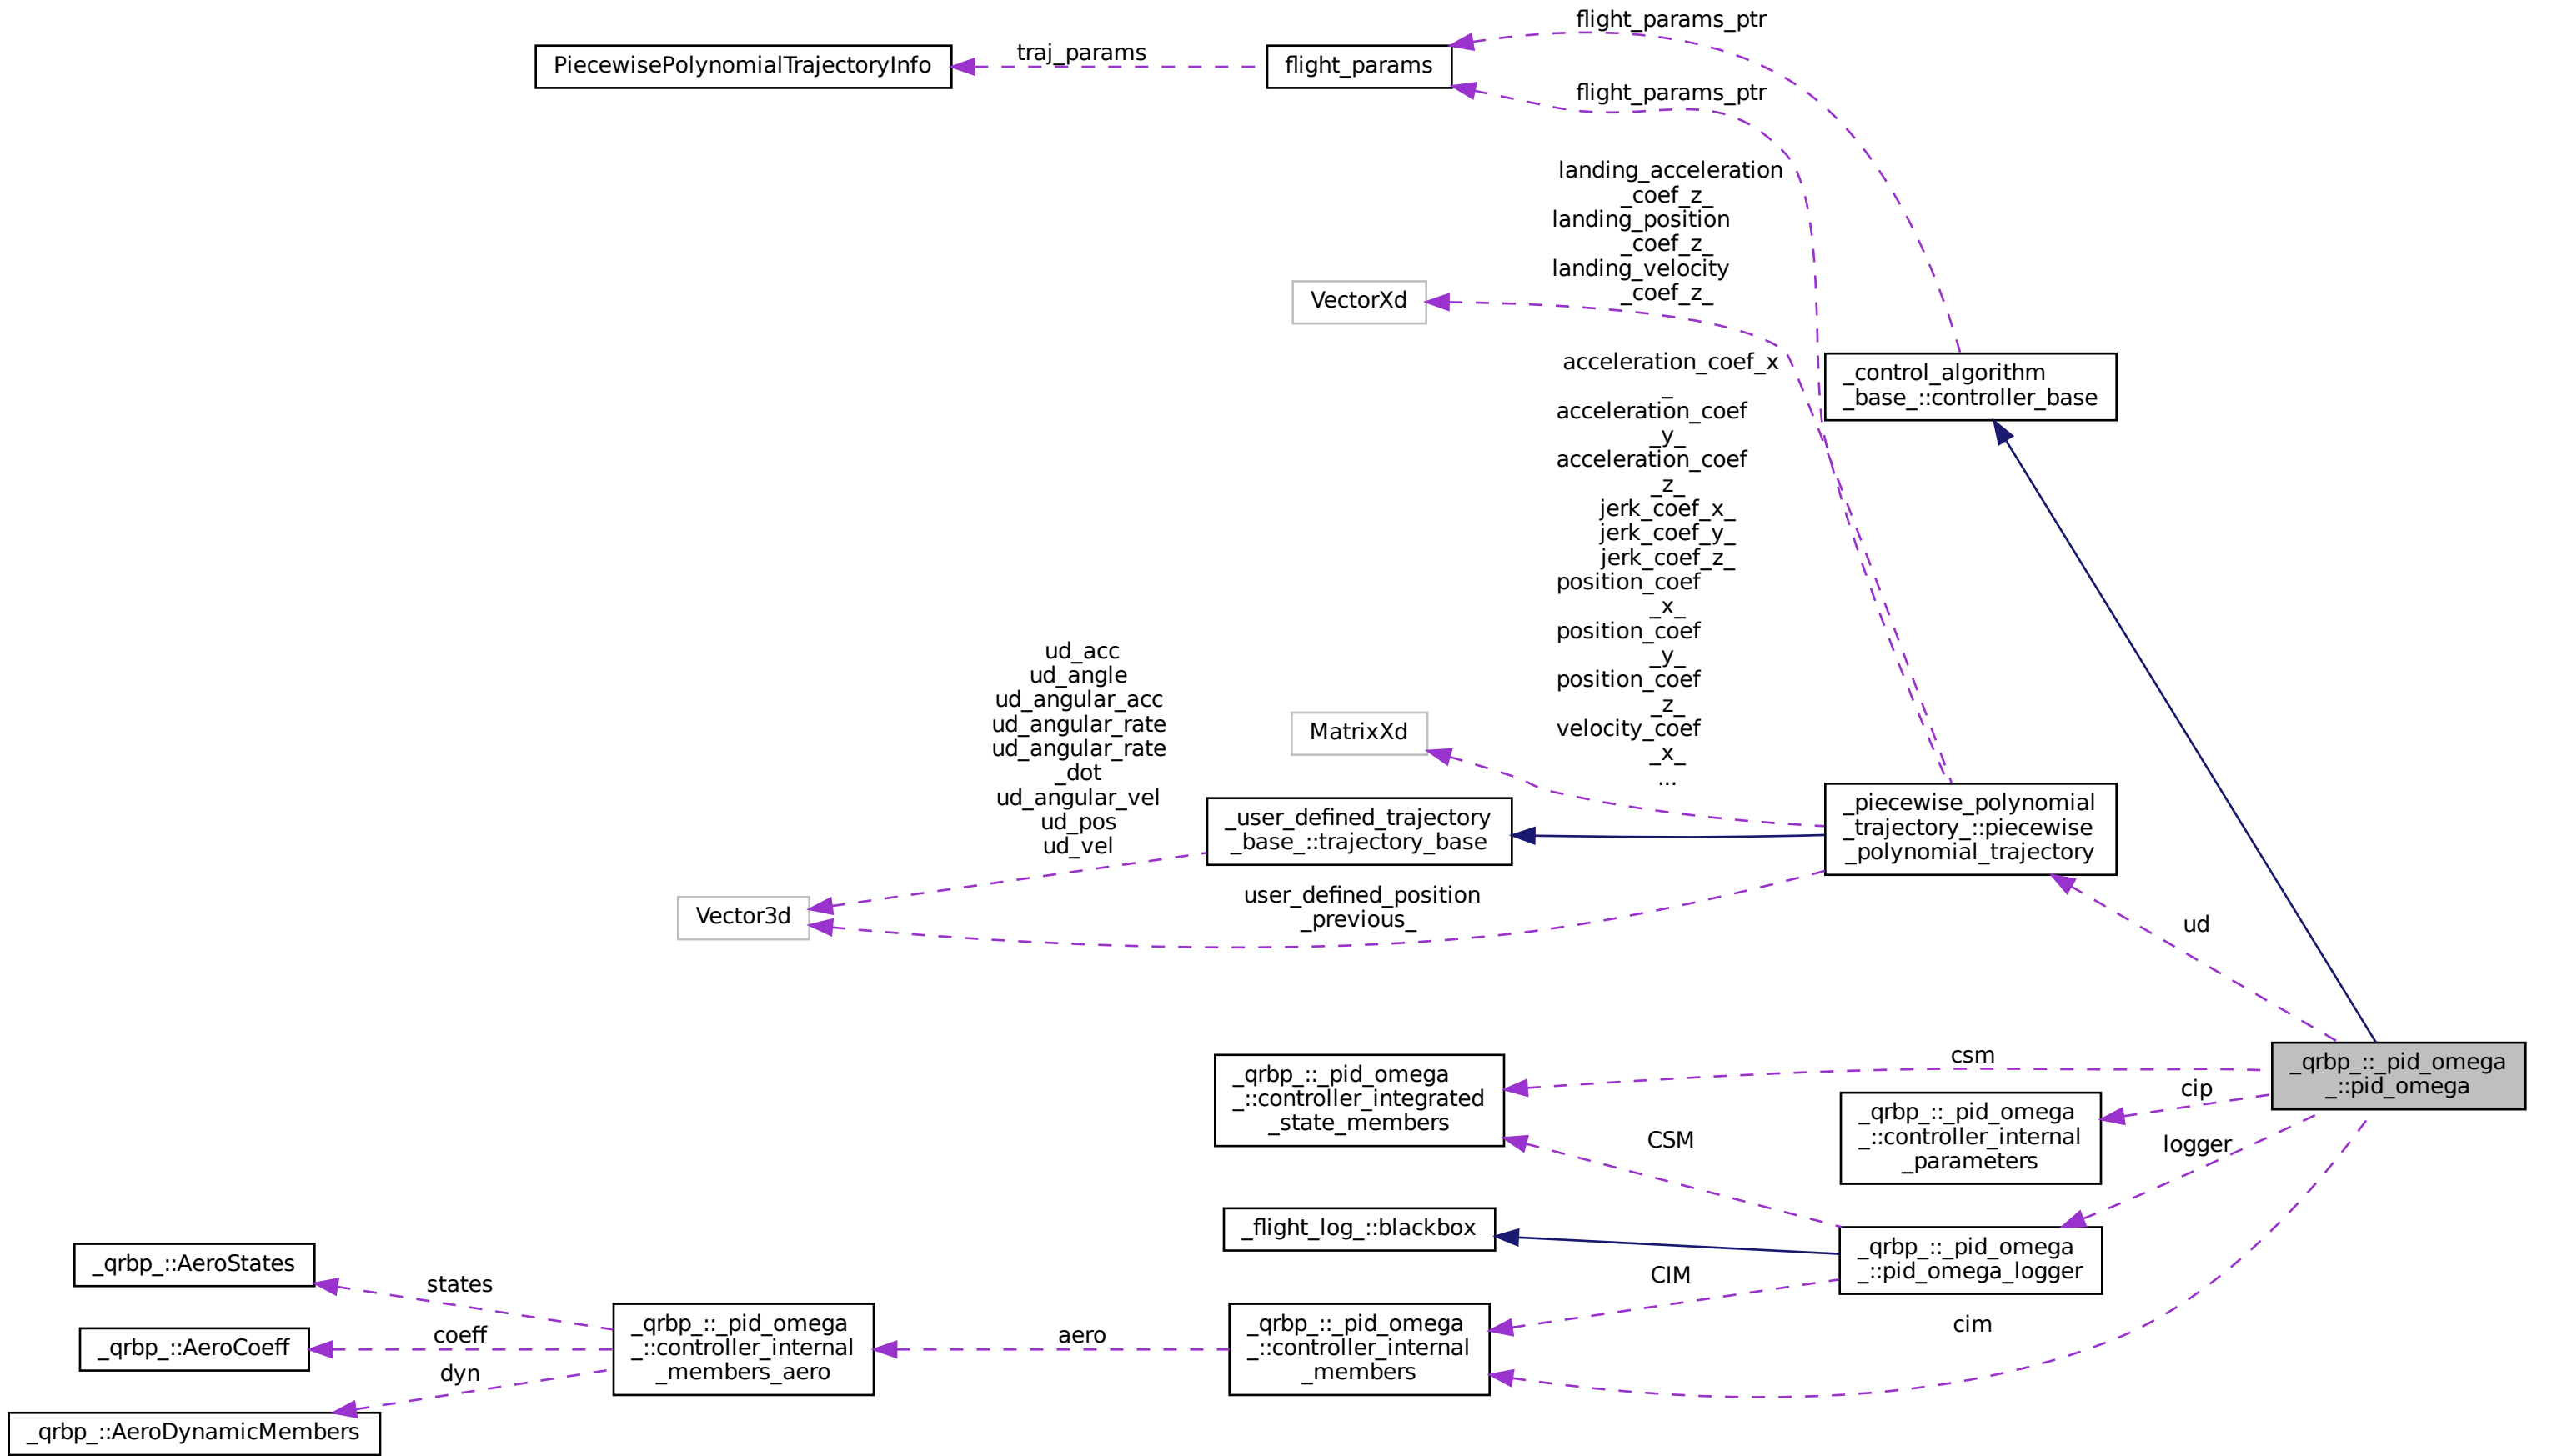 flight_params_ptr
PiecewisePolynomialTrajectoryInfo
traj_params
flight_params
flight_params_ptr
landing_acceleration
_coef_z_
landing_position
_coef_z_
landing_velocity
_coef_z_
VectorXd
_control_algorithm
_base_::controller_base
acceleration_coef_x
_
acceleration_coef
_y_
acceleration_coef
_z_
jerk_coef_x_
jerk_coef_y_
jerk_coef_z_
position_coef
_x_
position_coef
_y_
position_coef
_z_
velocity_coef
_x_
...
MatrixXd
ud_acc
ud_angle
ud_angular_acc
ud_angular_rate
ud_angular_rate
_dot
ud_angular_vel
ud_pos
ud_vel
_user_defined_trajectory
_base_::trajectory_base
_piecewise_polynomial
_trajectory_::piecewise
_polynomial_trajectory
Vector3d
user_defined_position
_previous_
ud
_qrbp_::_pid_omega
_::pid_omega
csm
_qrbp_::_pid_omega
_::controller_integrated
_state_members
cip
_qrbp_::_pid_omega
_::controller_internal
_parameters
CSM
logger
_flight_log_::blackbox
_qrbp_::_pid_omega
_::pid_omega_logger
CIM
cim
_qrbp_::AeroStates
states
_qrbp_::AeroCoeff
coeff
dyn
_qrbp_::AeroDynamicMembers
_qrbp_::_pid_omega
_::controller_internal
_members_aero
aero
_qrbp_::_pid_omega
_::controller_internal
_members